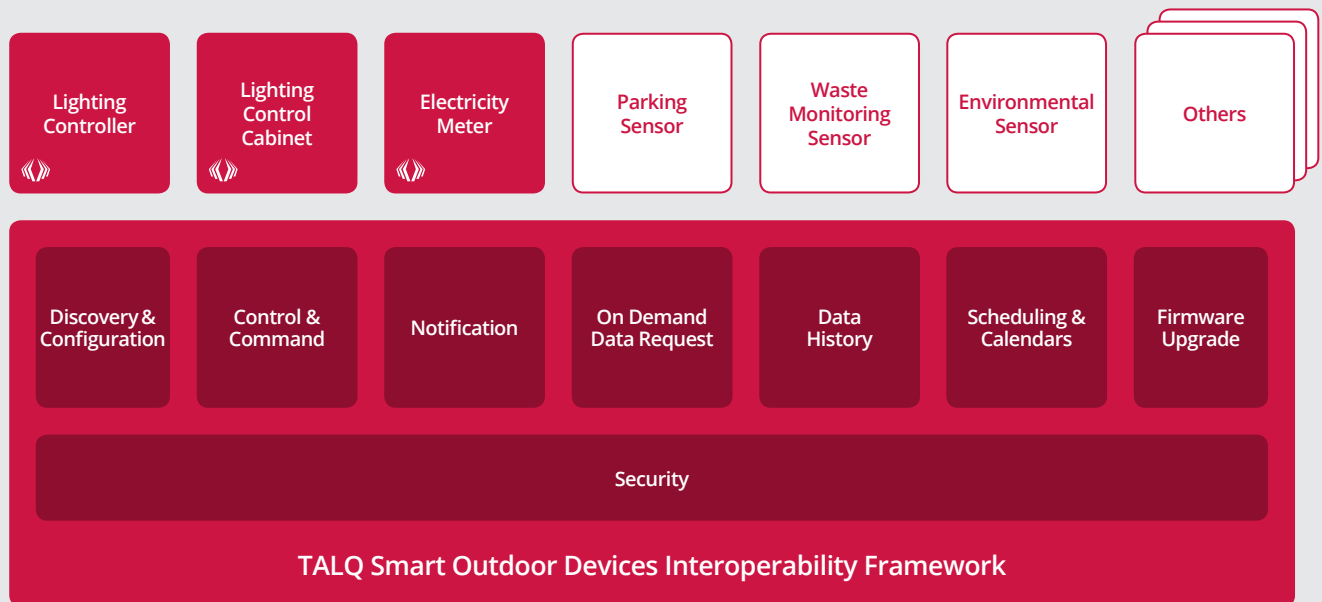 Lighting
Controller
Lighting
Control
Cabinet
Electricity
Meter
Parking
Sensor
Waste
Monitoring
Sensor
Environmental
Sensor
Others
Discovery &
Configuration
Control &
Command
Notification
On Demand
Data Request
Data
History
Scheduling &
Calendars
Firmware
Upgrade
Security
TALQ Smart Outdoor Devices Interoperability Framework